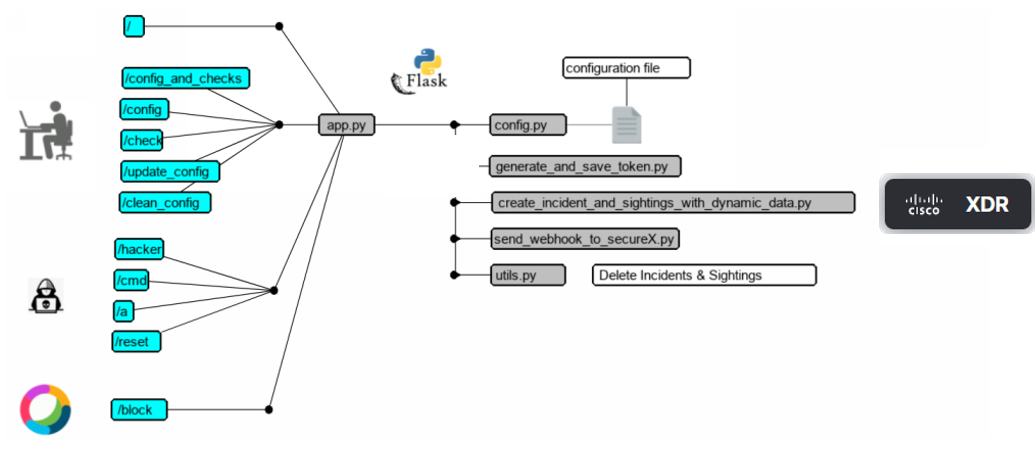 /
/config_and_checks
/config
/check
/update_config
/clean_config
/hacker
/cmd
/a
/reset
/block
app.py
Flask
configuration file
config.py
generate_and_save_token.py
create_incident_and_sightings_with_dynamic_data.py
send_webhook_to_secureX.py
utils.py
Delete Incidents & Sightings
CISCO
XDR